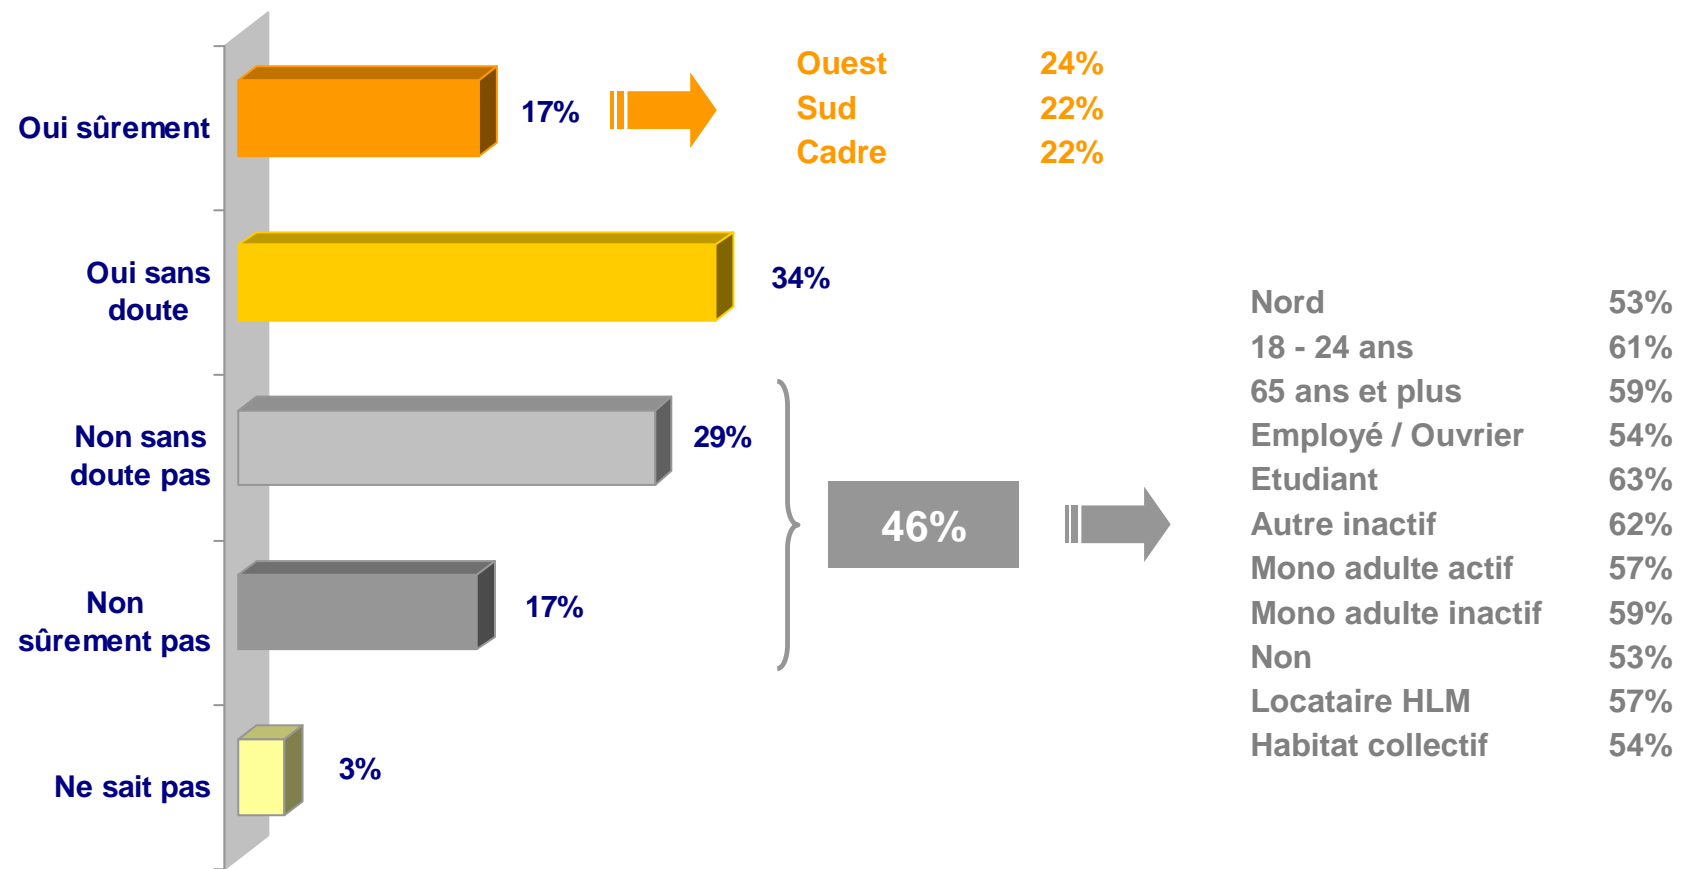 Oui sûrement
17%
Ouest 24%
Sud 22%
Cadre 22%
Oui sans
doute
34%
Non sans
doute pas
29%
Non
sûrement pas
17%
46%
Ne sait pas
3%
Nord 53%
18 - 24 ans 61%
65 ans et plus 59%
Employé / Ouvrier 54%
Etudiant 63%
Autre inactif 62%
Mono adulte actif 57%
Mono adulte inactif 59%
Non 53%
Locataire HLM 57%
Habitat collectif 54%